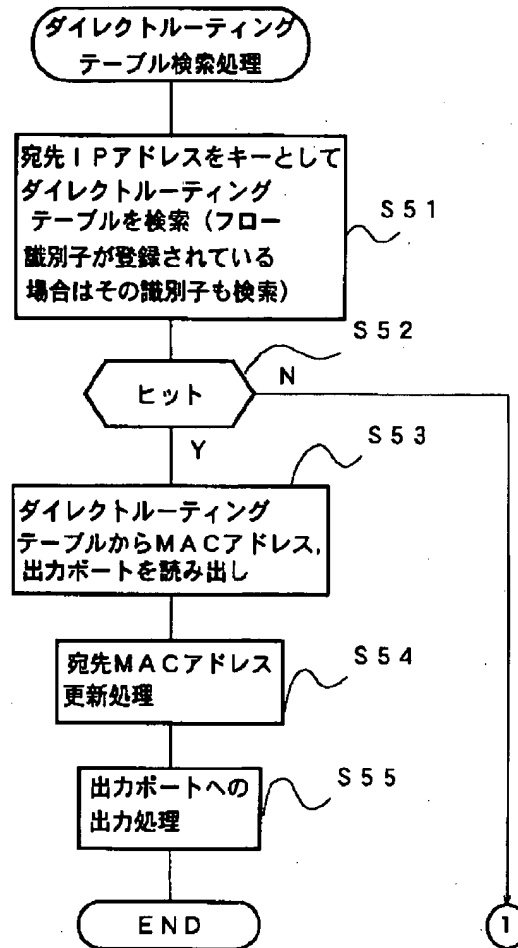 ダイレクトルーティング
テーブル検索処理
宛先IPアドレスをキーとして
ダイレクトルーティング
テーブルを検索(フロー
識別子が登録されている
場合はその識別子も検索)
S51
S52
ヒット
N
Y
S53
ダイレクトルーティング
テーブルからMACアドレス,
出力ポートを読み出し
S54
宛先MACアドレス
更新処理
S55
出力ポートへの
出力処理
END
1